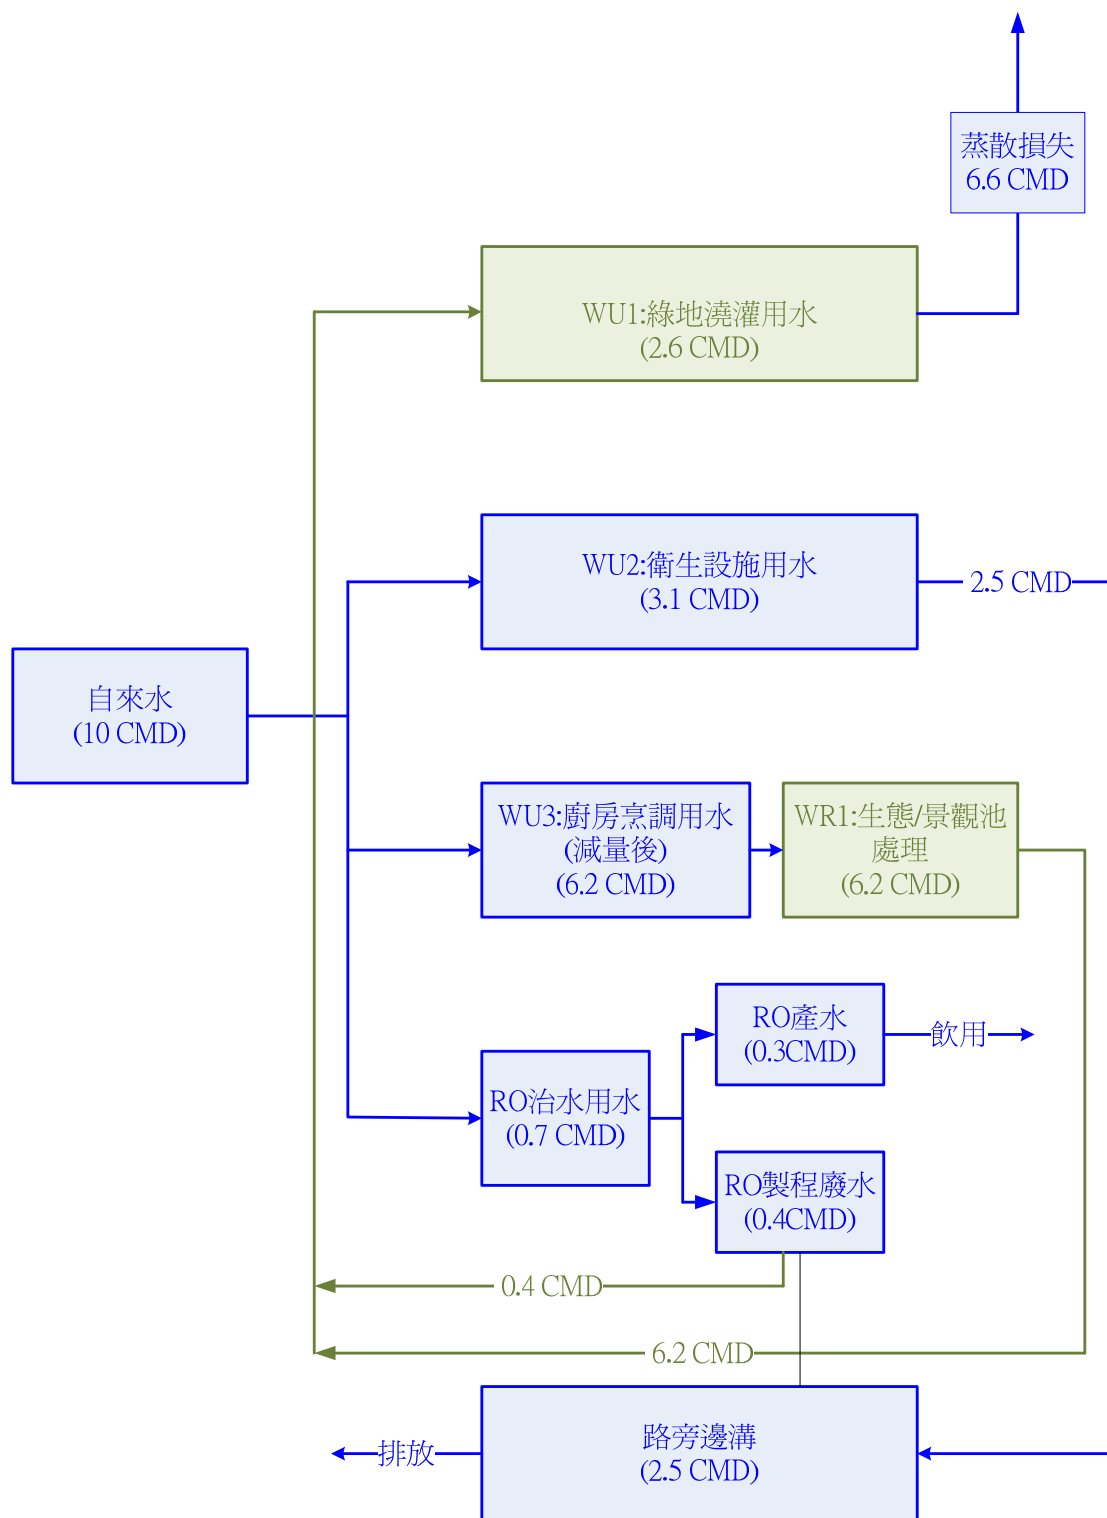 蒸散損失
6.6 CMD
WU1:綠地澆灌用水
(2.6 CMD)
WU2:衛生設施用水
(3.1 CMD)
2.5 CMD
自來水
(10 CMD)
WU3:廚房烹調用水
(減量後)
(6.2 CMD)
WR1:生態/景觀池
處理
(6.2 CMD)
RO產水
(0.3CMD)
飲用
RO治水用水
(0.7 CMD)
RO製程廢水
(0.4CMD)
0.4 CMD
6.2 CMD
路旁邊溝
(2.5 CMD)
排放